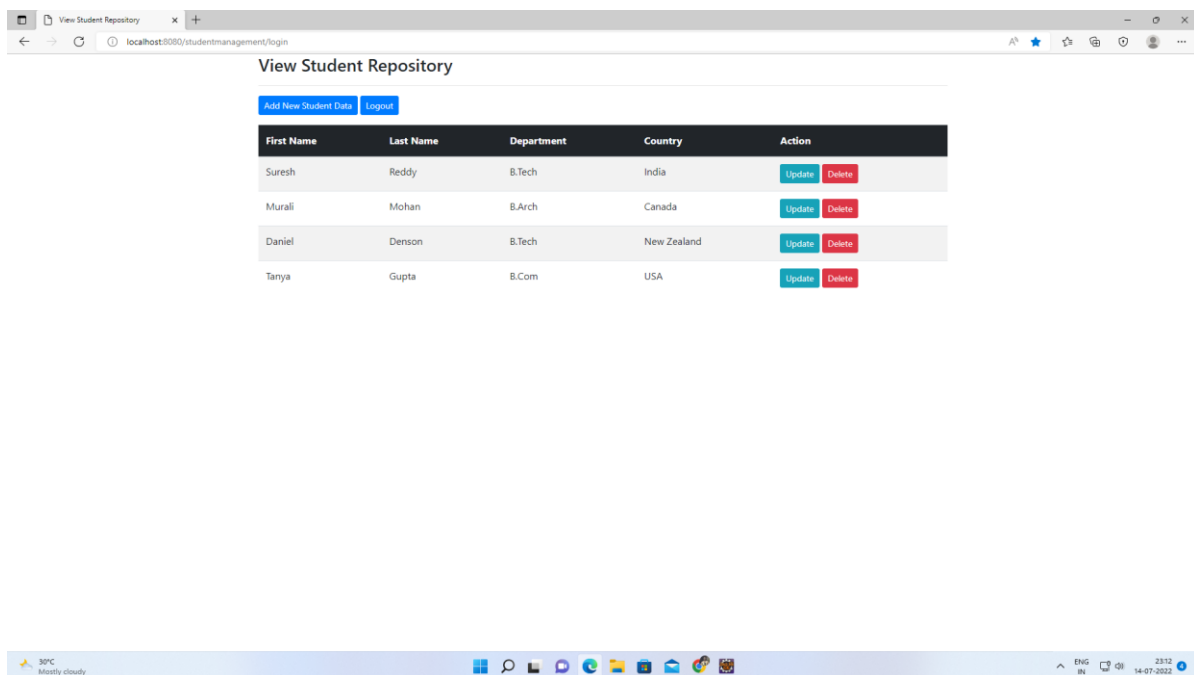 View Student Repository
localhost:8080/studentmanagement/login
View Student Repository
Add New Student Data Logout
First Name Last Name Department Country Action
Suresh Reddy B.Tech India Update Delete
Murali Mohan B.Arch Canada Update Delete
Daniel Denson B.Tech New Zealand Update Delete
Tanya Gupta B.Com USA Update Delete
30°C
Mostly cloudy
ENG
IN
23:12
14-07-2022
4